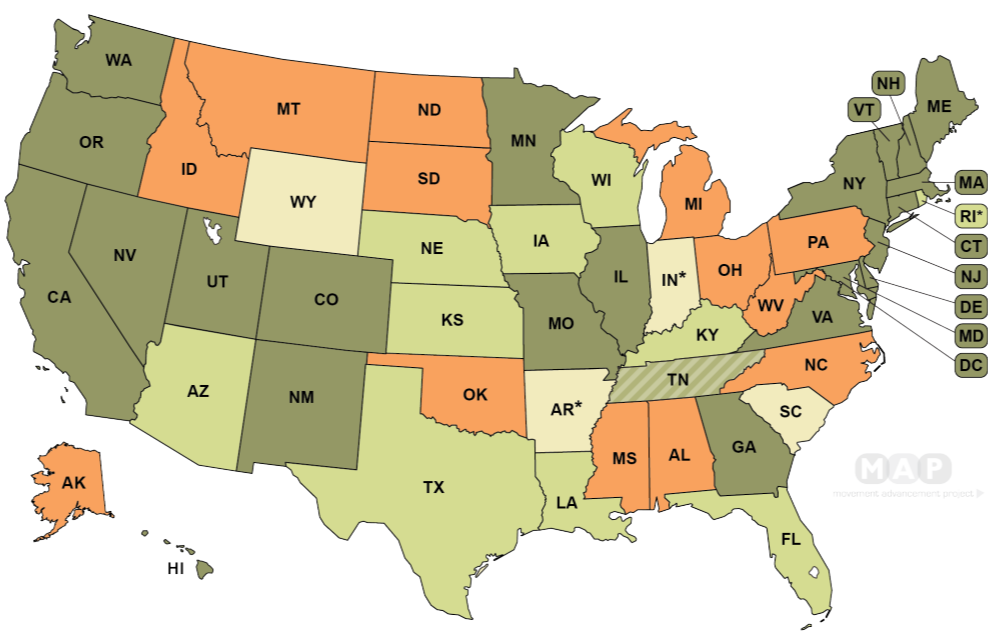 WA
OR
CA
NV
ID
MT
WY
UT
CO
AZ
NM
ND
SD
NE
KS
OK
TX
MN
IA
MO
AR*
LA
WI
IL
MI
IN*
OH
KY
TN
MS
AL
GA
FL
SC
NC
VA
WV
PA
NY
VT
NH
ME
MA
RI*
CT
NJ
DE
MD
DC
AK
HI
MAP
movement advancement project